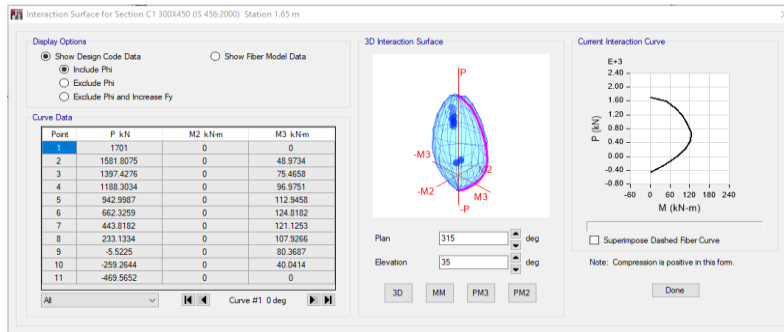 Interaction Surface for Section C1 300X450 (IS 456:2000) Station 1.65 m
Display Options
Show Design Code Data
Show Fiber Model Data
Include Phi
Exclude Phi
Exclude Phi and Increase Fy
Curve Data
Point P kN M2 kN-m M3 kN-m
1 1701 0 0
2 1581.8075 0 48.9734
3 1397.4276 0 75.4658
4 1188.3034 0 96.9751
5 942.9987 0 112.9458
6 662.3259 0 124.8182
7 443.8182 0 121.1253
8 233.1334 0 107.9266
9 -5.5225 0 80.3687
10 -259.2644 0 40.0414
11 -469.5652 0 0
All
Curve #1 0 deg
3D Interaction Surface
P
-M3
M2
-M2
M3
-P
Plan 315 deg
Elevation 35 deg
3D MM PM3 PM2
Current Interaction Curve
E+3
2.40
2.00
1.60
1.20
0.80
0.40
0.00
-0.40
-0.80
P (kN)
-60 0 60 120 180 240
M (kN-m)
Superimpose Dashed Fiber Curve
Note: Compression is positive in this form.
Done